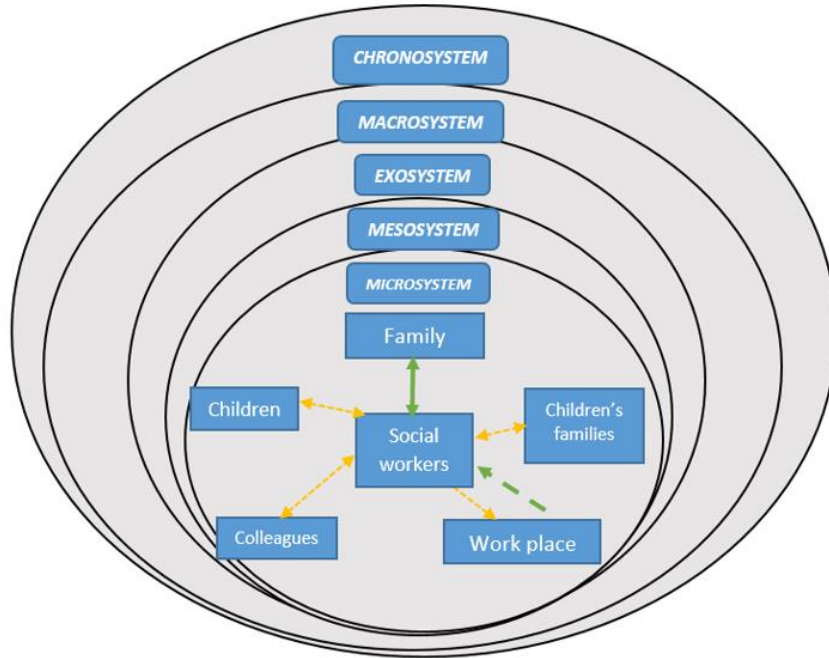 CHRONOSYSTEM
MACROSYSTEM
EXOSYSTEM
MESOSYSTEM
MICROSYSTEM
Family
Children
Children's
families
Social
workers
Colleagues
Work place